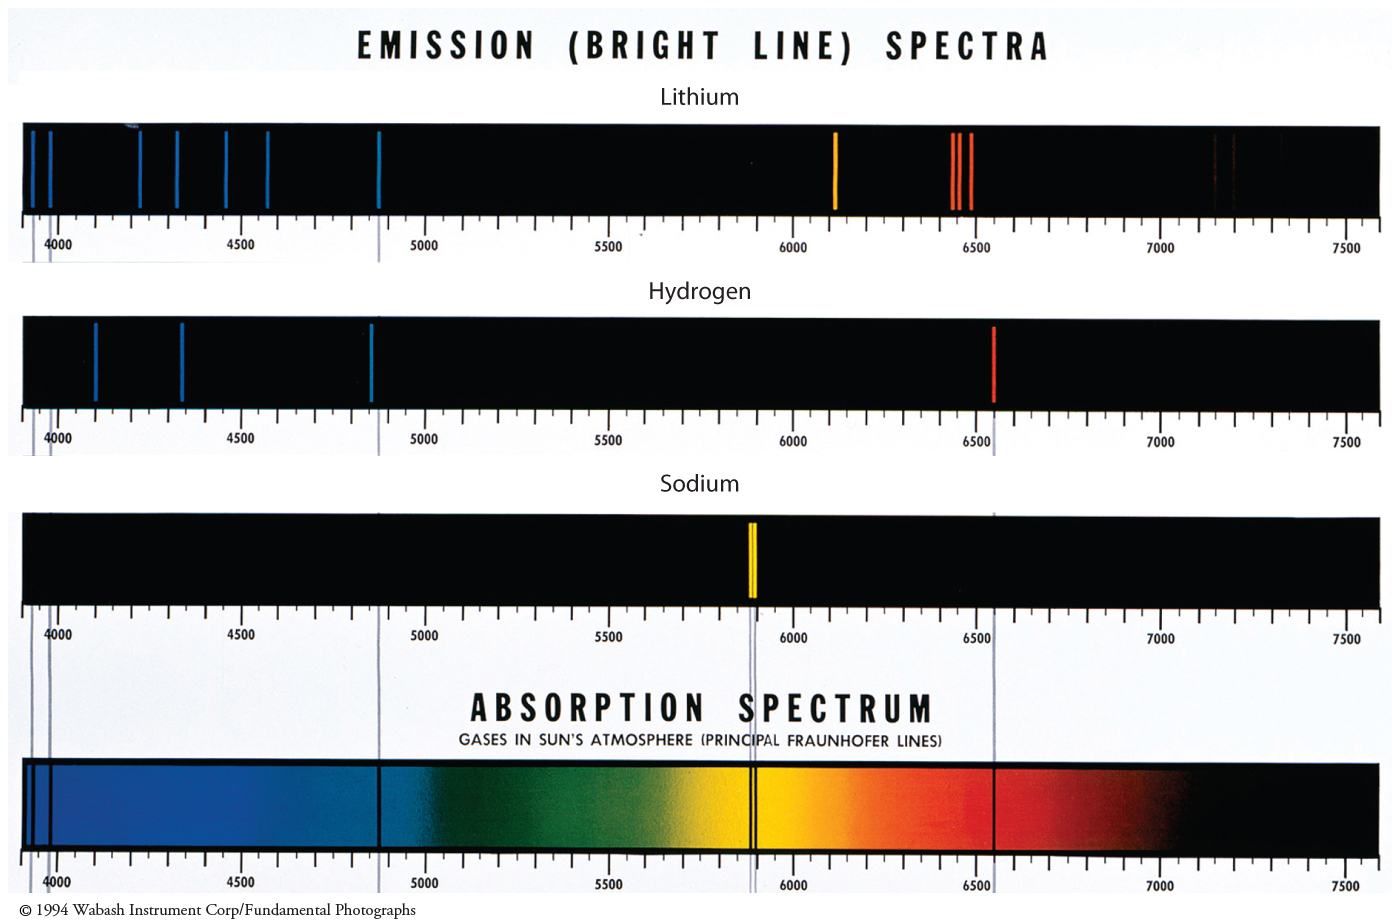 EMISSION (BRIGHT LINE) SPECTRA
Lithium
4000 4500 5000 5500 6000 6500 7000 7500
Hydrogen
4000 4500 5000 5500 6000 6500 7000 7500
Sodium
4000 4500 5000 5500 6000 6500 7000 7500
ABSORPTION SPECTRUM
GASES IN SUN'S ATMOSPHERE (PRINCIPAL FRAUNHOFER LINES)
4000 4500 5000 5500 6000 6500 7000 7500
© 1994 Wabash Instrument Corp/Fundamental Photographs